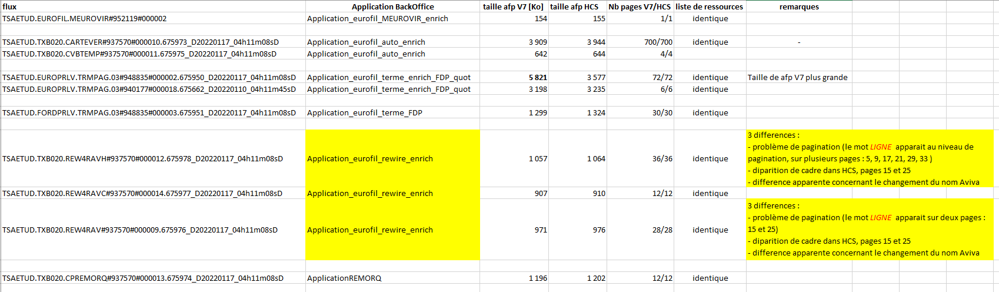 flux Application BackOffice taille afp V7 [Ko] taille afp HCS Nb pages V7/HCS liste de ressources remarques
TSAETUD.EUROFIL.MEUROVIR#952119#000002 Application_eurofil_MEUROVIR_enrich 154 155 1/1 identique
TSAETUD.TXB020.CARTEVER#937570#000010.675973_D20220117_04h11m08sD Application_eurofil_auto_enrich 3 909 3 944 700/700 identique -
TSAETUD.TXB020.CVBTEMP#937570#000011.675975_D20220117_04h11m08sD Application_eurofil_auto_enrich 642 644 4/4
TSAETUD.EUROPRLV.TRMPAG.03#948835#000002.675950_D20220117_04h11m08sD Application_eurofil_terme_enrich_FDP_quot 5 821 3 577 72/72 identique Taille de afp V7 plus grande
TSAETUD.EUROPRLV.TRMPAG.03#940177#000018.675662_D20220110_04h11m45sD Application_eurofil_terme_enrich_FDP_quot 3 198 3 235 6/6 identique
TSAETUD.FORDPRLV.TRMPAG.03#948835#000003.675951_D20220117_04h11m08sD Application_eurofil_terme_FDP 1 299 1 324 30/30 identique
TSAETUD.TXB020.REW4RAVH#937570#000012.675978_D20220117_04h11m08sD Application_eurofil_rewire_enrich 1 057 1 064 36/36 identique
3 differences :
- problème de pagination (le mot LIGNE apparait au niveau de
pagination, sur plusieurs pages : 5, 9, 17, 21, 29, 33 )
- diparition de cadre dans HCS, pages 15 et 25
- difference apparente concernant le changement du nom Aviva
TSAETUD.TXB020.REW4RAVC#937570#000014.675977_D20220117_04h11m08sD Application_eurofil_rewire_enrich 907 910 12/12 identique
TSAETUD.TXB020.REW4RAV#937570#000009.675976_D20220117_04h11m08sD Application_eurofil_rewire_enrich 971 976 28/28 identique
3 differences :
- problème de pagination (le mot LIGNE apparait sur deux pages :
15 et 25)
- diparition de cadre dans HCS, pages 15 et 25
- difference apparente concernant le changement du nom Aviva
TSAETUD.TXB020.CPREMORQ#937570#000013.675974_D20220117_04h11m08sD ApplicationREMORQ 1 196 1 202 12/12 identique